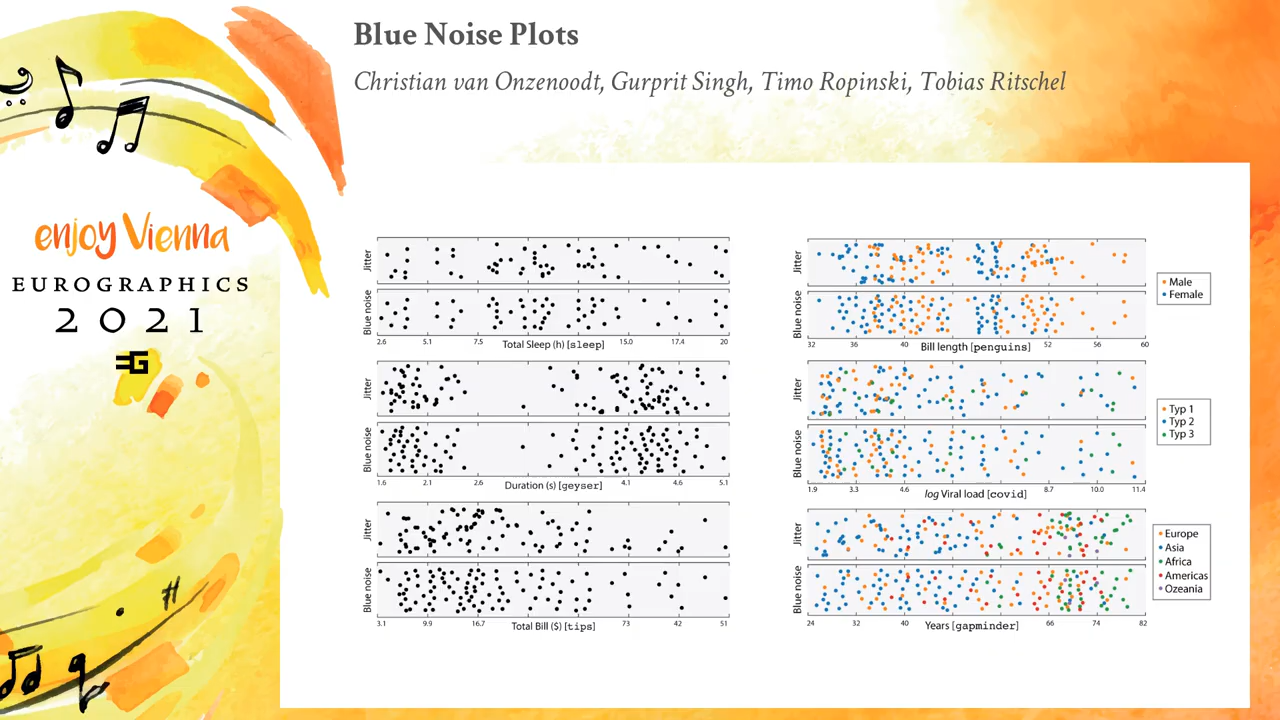 Blue Noise Plots
Christian van Onzenoodt, Gurprit Singh, Timo Ropinski, Tobias Ritschel
enjoy Vienna
EUROGRAPHICS
2021
EG
Jitter
Blue noise
2.6 5.1 7.5 15.0 17.4 20
Total Sleep (h) [sleep]
Jitter
Blue noise
1.6 2.1 2.6 4.1 4.6 5.1
Duration (s) [geyser]
Jitter
Blue noise
3.1 9.9 16.7 73 42 51
Total Bill ($) [tips]
Jitter
Blue noise
32 36 40 52 56 60
Bill length [penguins]
Male
Female
Jitter
Blue noise
1.9 3.3 4.6 8.7 10.0 11.4
log Viral load [covid]
Typ 1
Typ 2
Typ 3
Jitter
Blue noise
24 32 40 66 74 82
Years [gapminder]
Europe
Asia
Africa
Americas
Ozeania